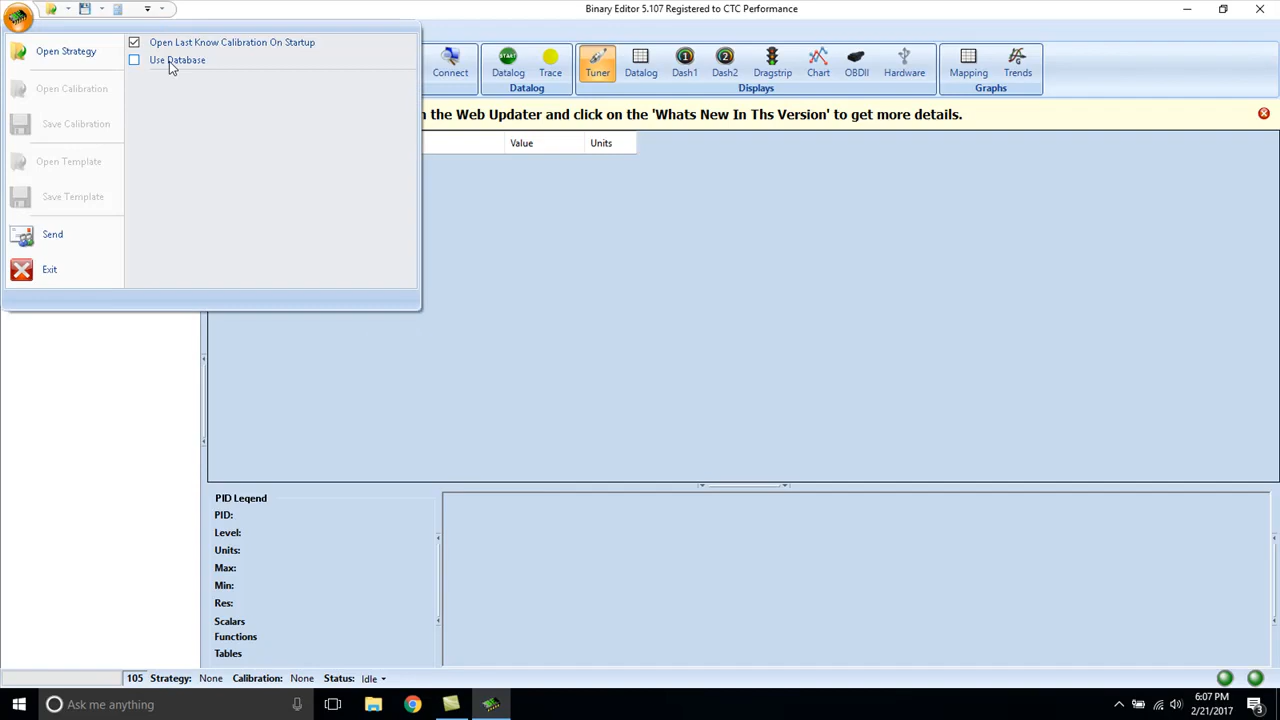 Binary Editor 5.107 Registered to CTC Performance
Open Strategy
Open Calibration
Save Calibration
Open Template
Save Template
Send
Exit
Open Last Know Calibration On Startup
Use Database
Connect
Datalog
Trace
Datalog
Tuner
Datalog
Dash1
Dash2
Dragstrip
Chart
OBDII
Hardware
Displays
Mapping
Trends
Graphs
n the Web Updater and click on the 'Whats New In Ths Version' to get more details.
Value
Units
PID Legend
PID:
Level:
Units:
Max:
Min:
Res:
Scalars
Functions
Tables
105 Strategy: None Calibration: None Status: Idle
Ask me anything
6:07 PM
2/21/2017